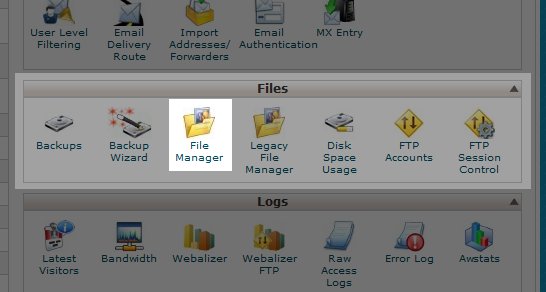 User Level Email Import Email MX Entry
Filtering Delivery Addresses/ Authentication
Route Forwarders
Files
Backups Backup File Legacy Disk FTP FTP
Wizard Manager File Space Accounts Session
Manager Usage Control
Logs
Latest Bandwidth Webalizer Webalizer Raw Error Log Awstats
Visitors FTP Access
Logs